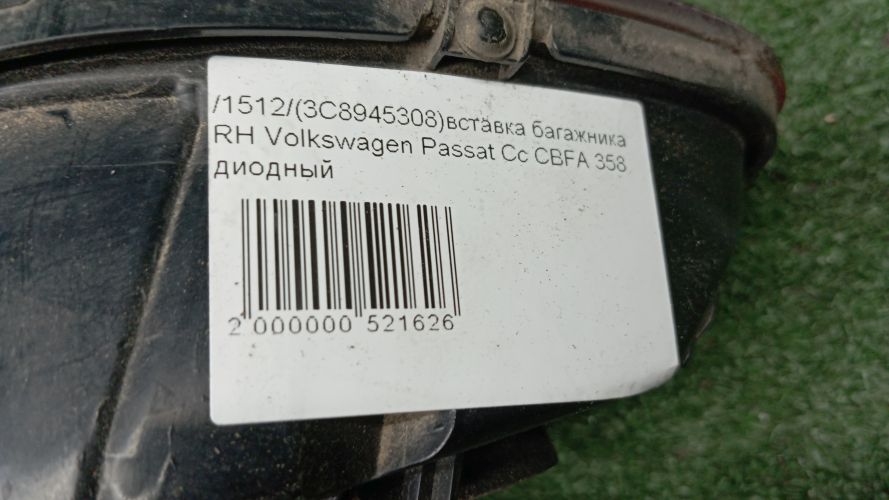 /1512/(3C8945308)вставка багажника
RH Volkswagen Passat Cc CBFA 358
диодный
2 000000 521626